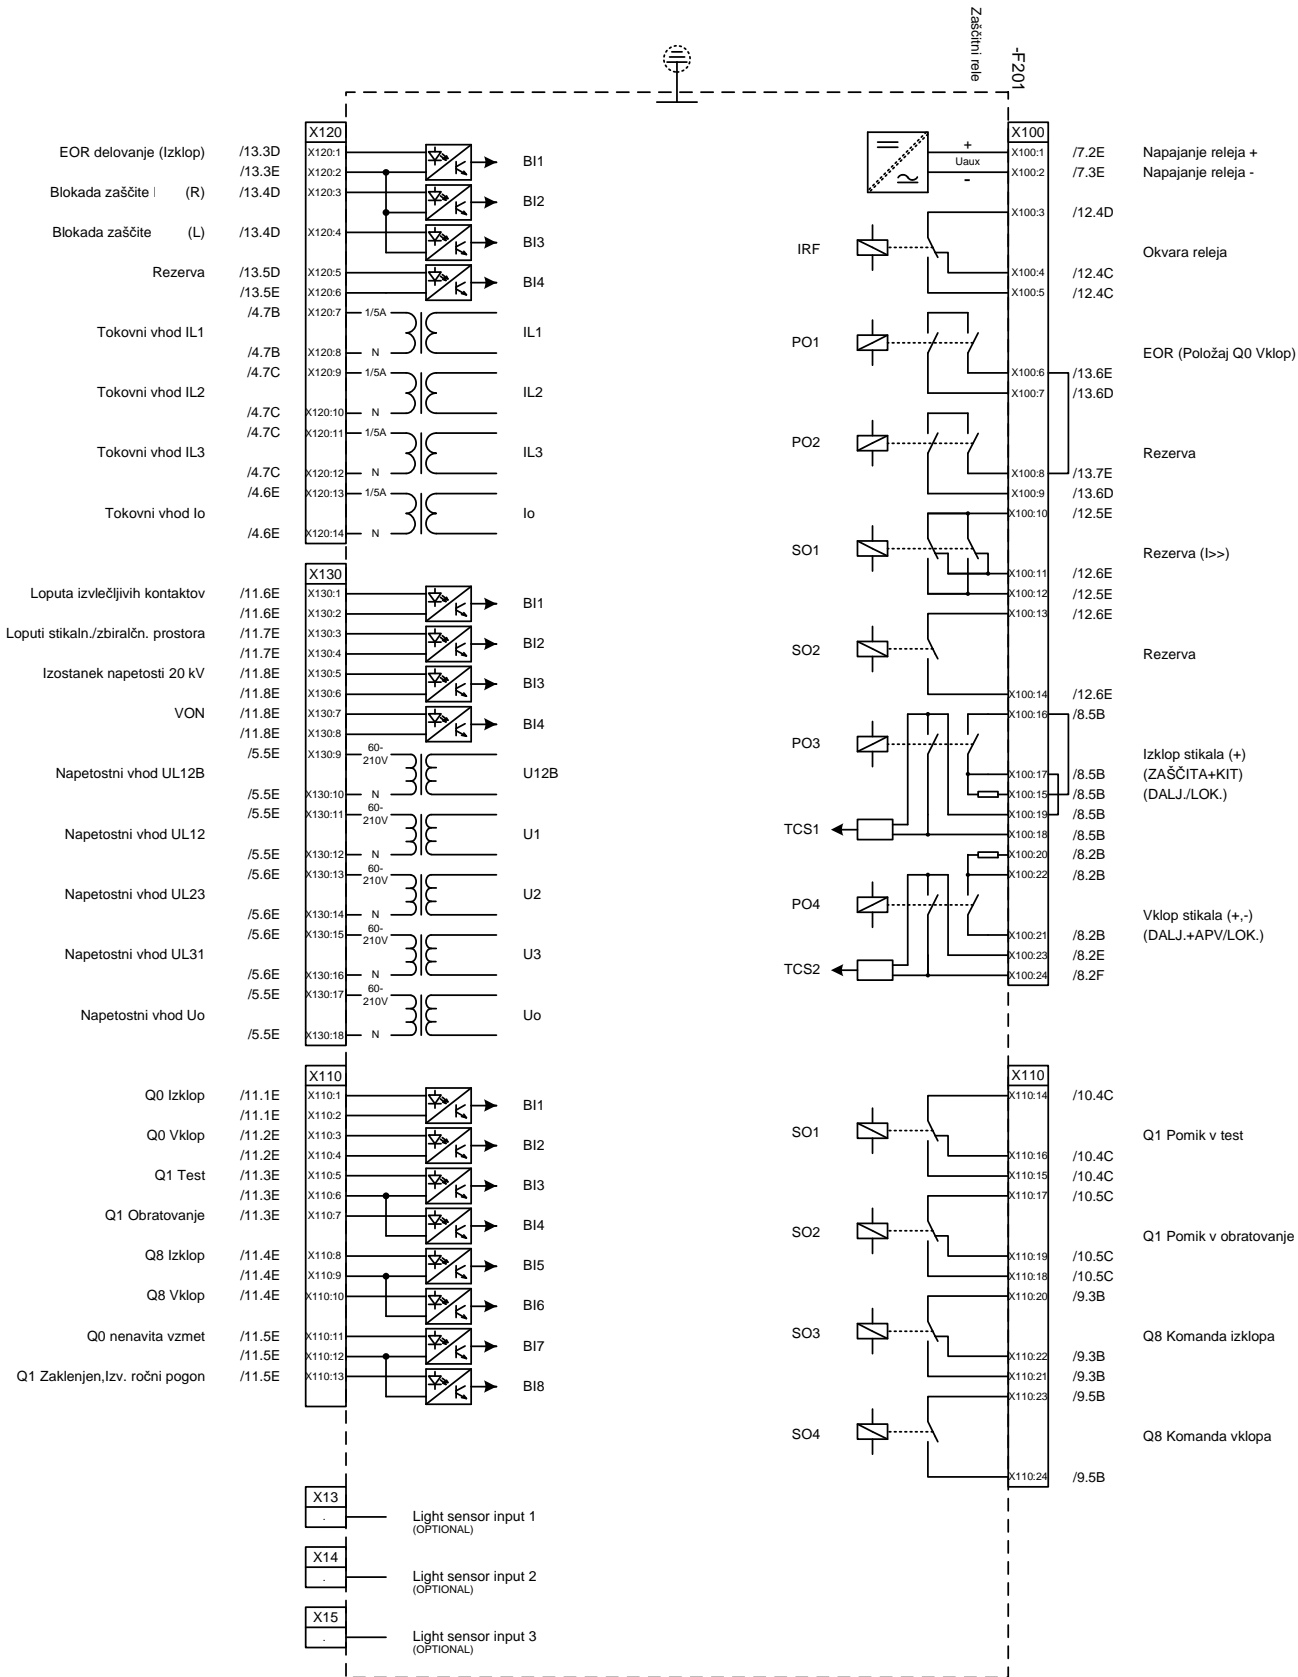 Zaščitni rele
-F201
X120
EOR delovanje (Izklop) /13.3D X120:1 BI1
/13.3E X120:2
Blokada zaščite (R) /13.4D X120:3 BI2
Blokada zaščite (L) /13.4D X120:4 BI3
Rezerva /13.5D X120:5 BI4
/13.5E X120:6
/4.7B X120:7 1/5A
Tokovni vhod IL1 IL1
/4.7B X120:8 N
/4.7C X120:9 1/5A
Tokovni vhod IL2 IL2
/4.7C X120:10 N
/4.7C X120:11 1/5A
Tokovni vhod IL3 IL3
/4.7C X120:12 N
/4.6E X120:13 1/5A
Tokovni vhod Io Io
/4.6E X120:14 N
X130
Loputa izvlečljivih kontaktov /11.6E X130:1 BI1
/11.6E X130:2
Loputi stikaln./zbiralčn. prostora /11.7E X130:3 BI2
/11.7E X130:4
Izostanek napetosti 20 kV /11.8E X130:5 BI3
/11.8E X130:6
VON /11.8E X130:7 BI4
/11.8E X130:8
/5.5E X130:9 60-210V
Napetostni vhod UL12B U12B
/5.5E X130:10 N
/5.5E X130:11 60-210V
Napetostni vhod UL12 U1
/5.5E X130:12 N
/5.6E X130:13 60-210V
Napetostni vhod UL23 U2
/5.6E X130:14 N
/5.6E X130:15 60-210V
Napetostni vhod UL31 U3
/5.6E X130:16 N
/5.5E X130:17 60-210V
Napetostni vhod Uo Uo
/5.5E X130:18 N
X110
Q0 Izklop /11.1E X110:1 BI1
/11.1E X110:2
Q0 Vklop /11.2E X110:3 BI2
/11.2E X110:4
Q1 Test /11.3E X110:5 BI3
/11.3E X110:6
Q1 Obratovanje /11.3E X110:7 BI4
Q8 Izklop /11.4E X110:8 BI5
/11.4E X110:9
Q8 Vklop /11.4E X110:10 BI6
Q0 nenavita vzmet /11.5E X110:11 BI7
/11.5E X110:12
Q1 Zaklenjen,Izv. ročni pogon /11.5E X110:13 BI8
X13
.
Light sensor input 1
(OPTIONAL)
X14
.
Light sensor input 2
(OPTIONAL)
X15
.
Light sensor input 3
(OPTIONAL)
X100
+ X100:1 /7.2E Napajanje releja +
Uaux
- X100:2 /7.3E Napajanje releja -
X100:3 /12.4D
IRF Okvara releja
X100:4 /12.4C
X100:5 /12.4C
PO1 EOR (Položaj Q0 Vklop)
X100:6 /13.6E
X100:7 /13.6D
PO2 Rezerva
X100:8 /13.7E
X100:9 /13.6D
X100:10 /12.5E
SO1 Rezerva (I>>)
X100:11 /12.6E
X100:12 /12.5E
X100:13 /12.6E
SO2 Rezerva
X100:14 /12.6E
X100:16 /8.5B
PO3 Izklop stikala (+)
X100:17 /8.5B (ZAŠČITA+KIT)
X100:15 /8.5B (DALJ./LOK.)
X100:19 /8.5B
TCS1 X100:18 /8.5B
X100:20 /8.2B
X100:22 /8.2B
PO4 Vklop stikala (+,-)
X100:21 /8.2B (DALJ.+APV/LOK.)
X100:23 /8.2E
TCS2 X100:24 /8.2F
X110
X110:14 /10.4C
SO1 Q1 Pomik v test
X110:16 /10.4C
X110:15 /10.4C
X110:17 /10.5C
SO2 Q1 Pomik v obratovanje
X110:19 /10.5C
X110:18 /10.5C
X110:20 /9.3B
SO3 Q8 Komanda izklopa
X110:22 /9.3B
X110:21 /9.3B
X110:23 /9.5B
SO4 Q8 Komanda vklopa
X110:24 /9.5B